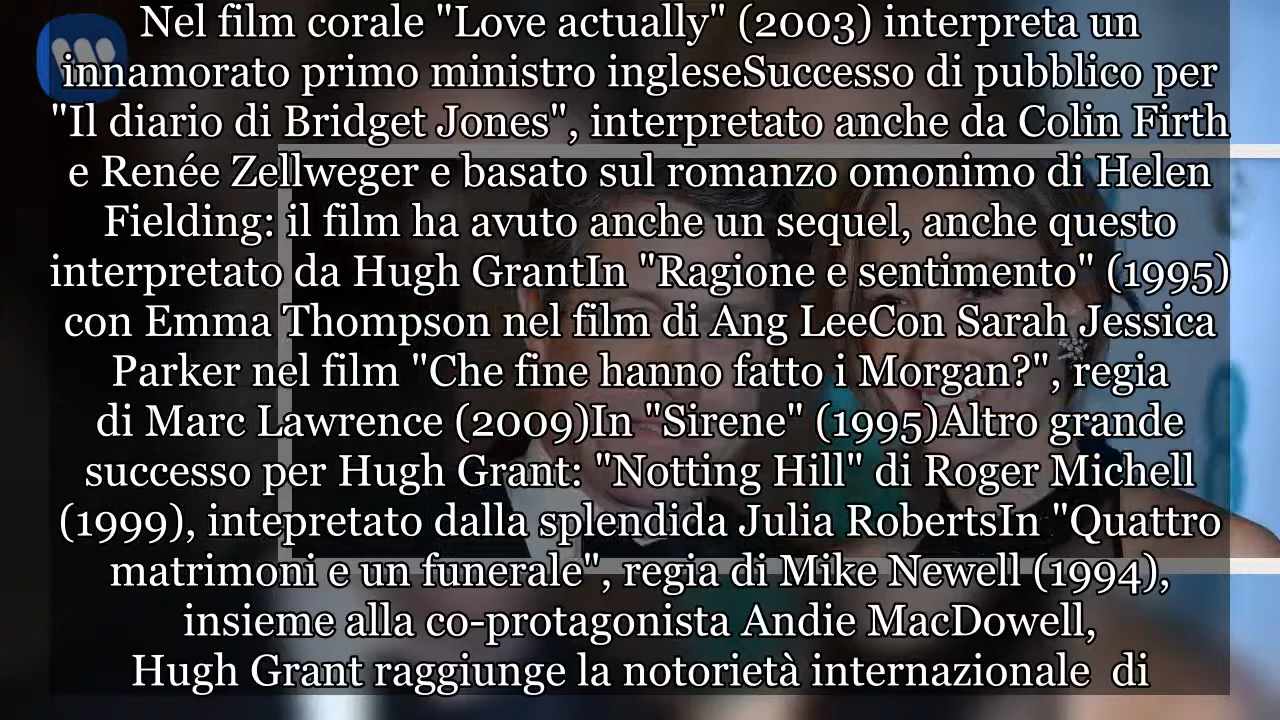 Nel film corale "Love actually" (2003) interpreta un
innamorato primo ministro ingleseSuccesso di pubblico per
"Il diario di Bridget Jones", interpretato anche da Colin Firth
e Renée Zellweger e basato sul romanzo omonimo di Helen
Fielding: il film ha avuto anche un sequel, anche questo
interpretato da Hugh GrantIn "Ragione e sentimento" (1995)
con Emma Thompson nel film di Ang LeeCon Sarah Jessica
Parker nel film "Che fine hanno fatto i Morgan?", regia
di Marc Lawrence (2009)In "Sirene" (1995)Altro grande
successo per Hugh Grant: "Notting Hill" di Roger Michell
(1999), intepretato dalla splendida Julia RobertsIn "Quattro
matrimoni e un funerale", regia di Mike Newell (1994),
insieme alla co-protagonista Andie MacDowell,
Hugh Grant raggiunge la notorietà internazionale  di